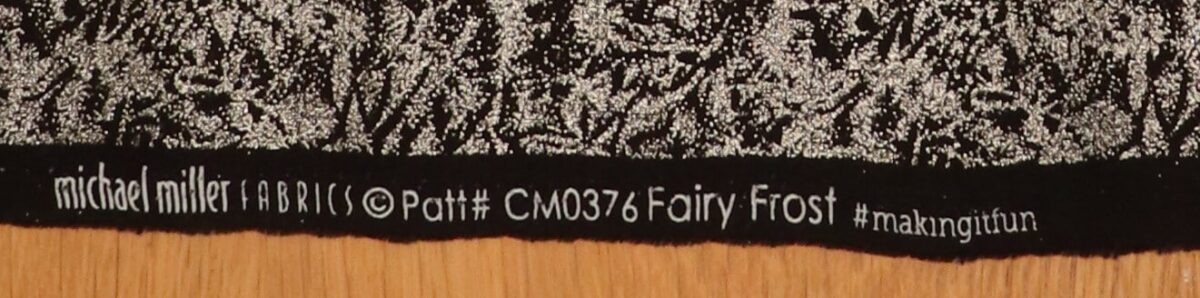 michael miller FABRICS © Patt# CM0376 Fairy Frost #makingitfun